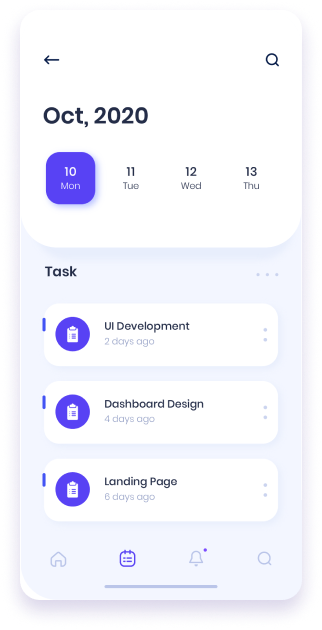 Oct, 2020
10 11 12 13
Mon Tue Wed Thu
Task
UI Development
2 days ago
Dashboard Design
4 days ago
Landing Page
6 days ago